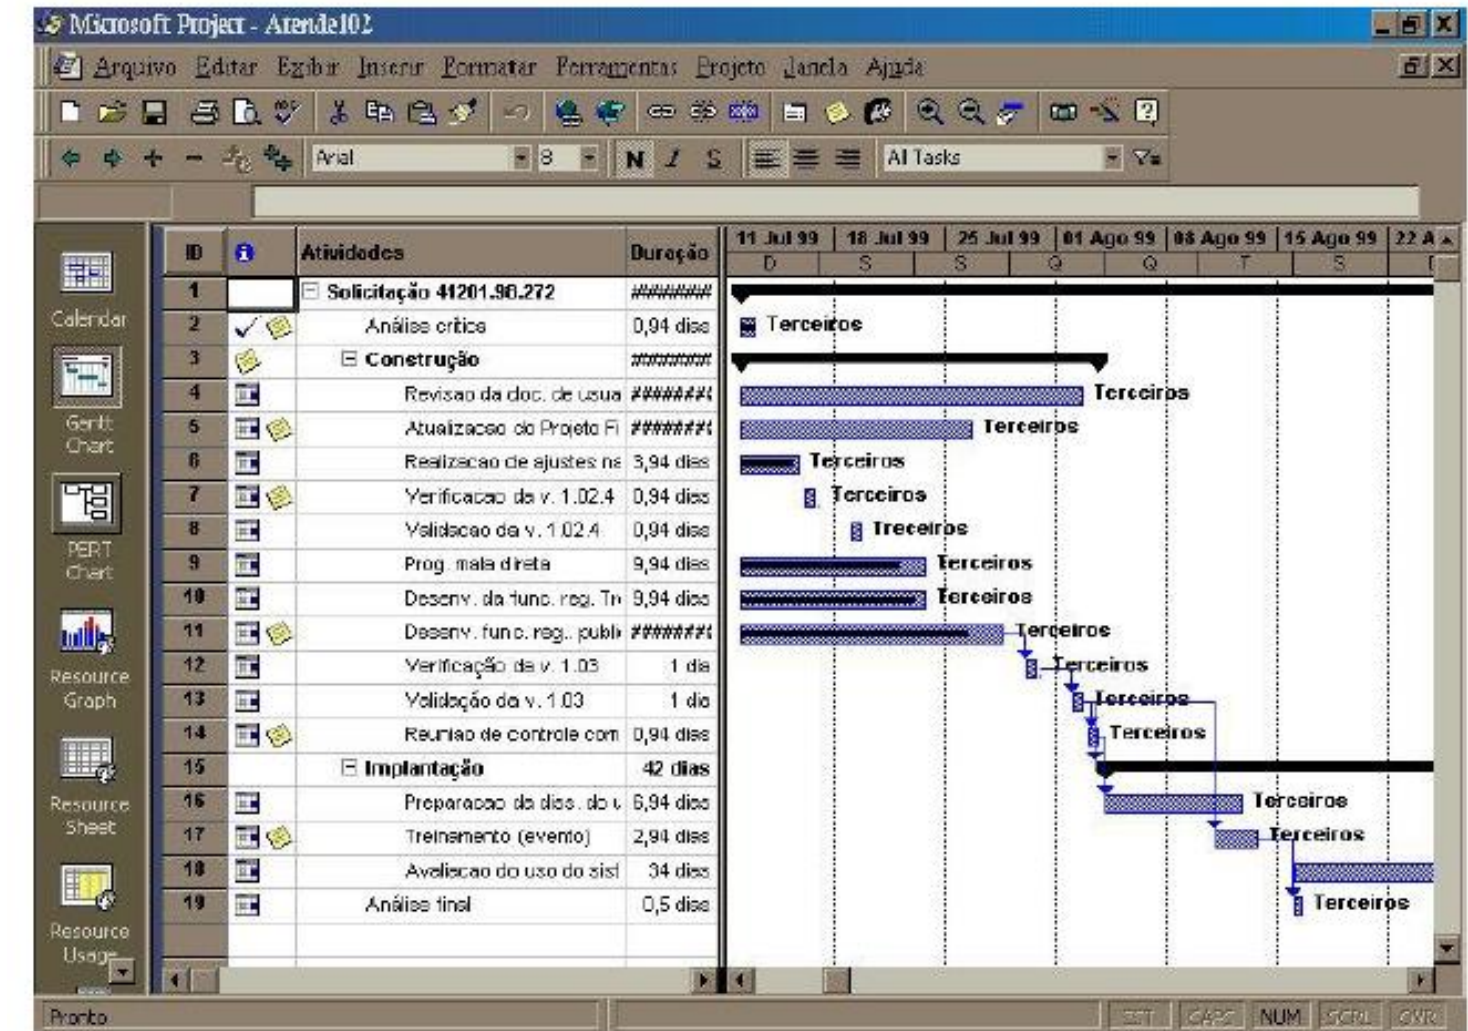 Microsoft Project - Atende102
Arquivo Editar Exibir Inserir Formatar Ferramentas Projeto Janela Ajuda
Arial 8 N I S All Tasks
ID Atividades Duração 11 Jul 99 18 Jul 99 25 Jul 99 01 Ago 99 08 Ago 99 15 Ago 99 22 A
D S S Q Q T S
1 Solicitação 41201.98.272 ########
2 Análise crítica 0,94 dias Terceiros
3 Construção ########
4 Revisao da doc. de usua ####### Terceiros
5 Atualizacao do Projeto Fi ####### Terceiros
6 Realizacao de ajustes na 3,94 dias Terceiros
7 Verificacao da v. 1.02.4 0,94 dias Terceiros
8 Validacao da v. 1.02.4 0,94 dias Treceiros
9 Prog. mala direta 9,94 dias Terceiros
10 Desenv. da func. reg. Tr 9,94 dias Terceiros
11 Desenv. func. reg.. publi ####### Terceiros
12 Verificação da v. 1.03 1 dia Terceiros
13 Validação da v. 1.03 1 dia Terceiros
14 Reuniao de controle com 0,94 dias Terceiros
15 Implantação 42 dias
16 Preparacao da dis. do u 6,94 dias Terceiros
17 Treinamento (evento) 2,94 dias Terceiros
18 Avaliacao do uso do sist 34 dias
19 Análise final 0,5 dias Terceiros
Calendar
Gantt
Chart
PERT
Chart
Resource
Graph
Resource
Sheet
Resource
Usage
Pronto EXT CAPS NUM SCRL OVR